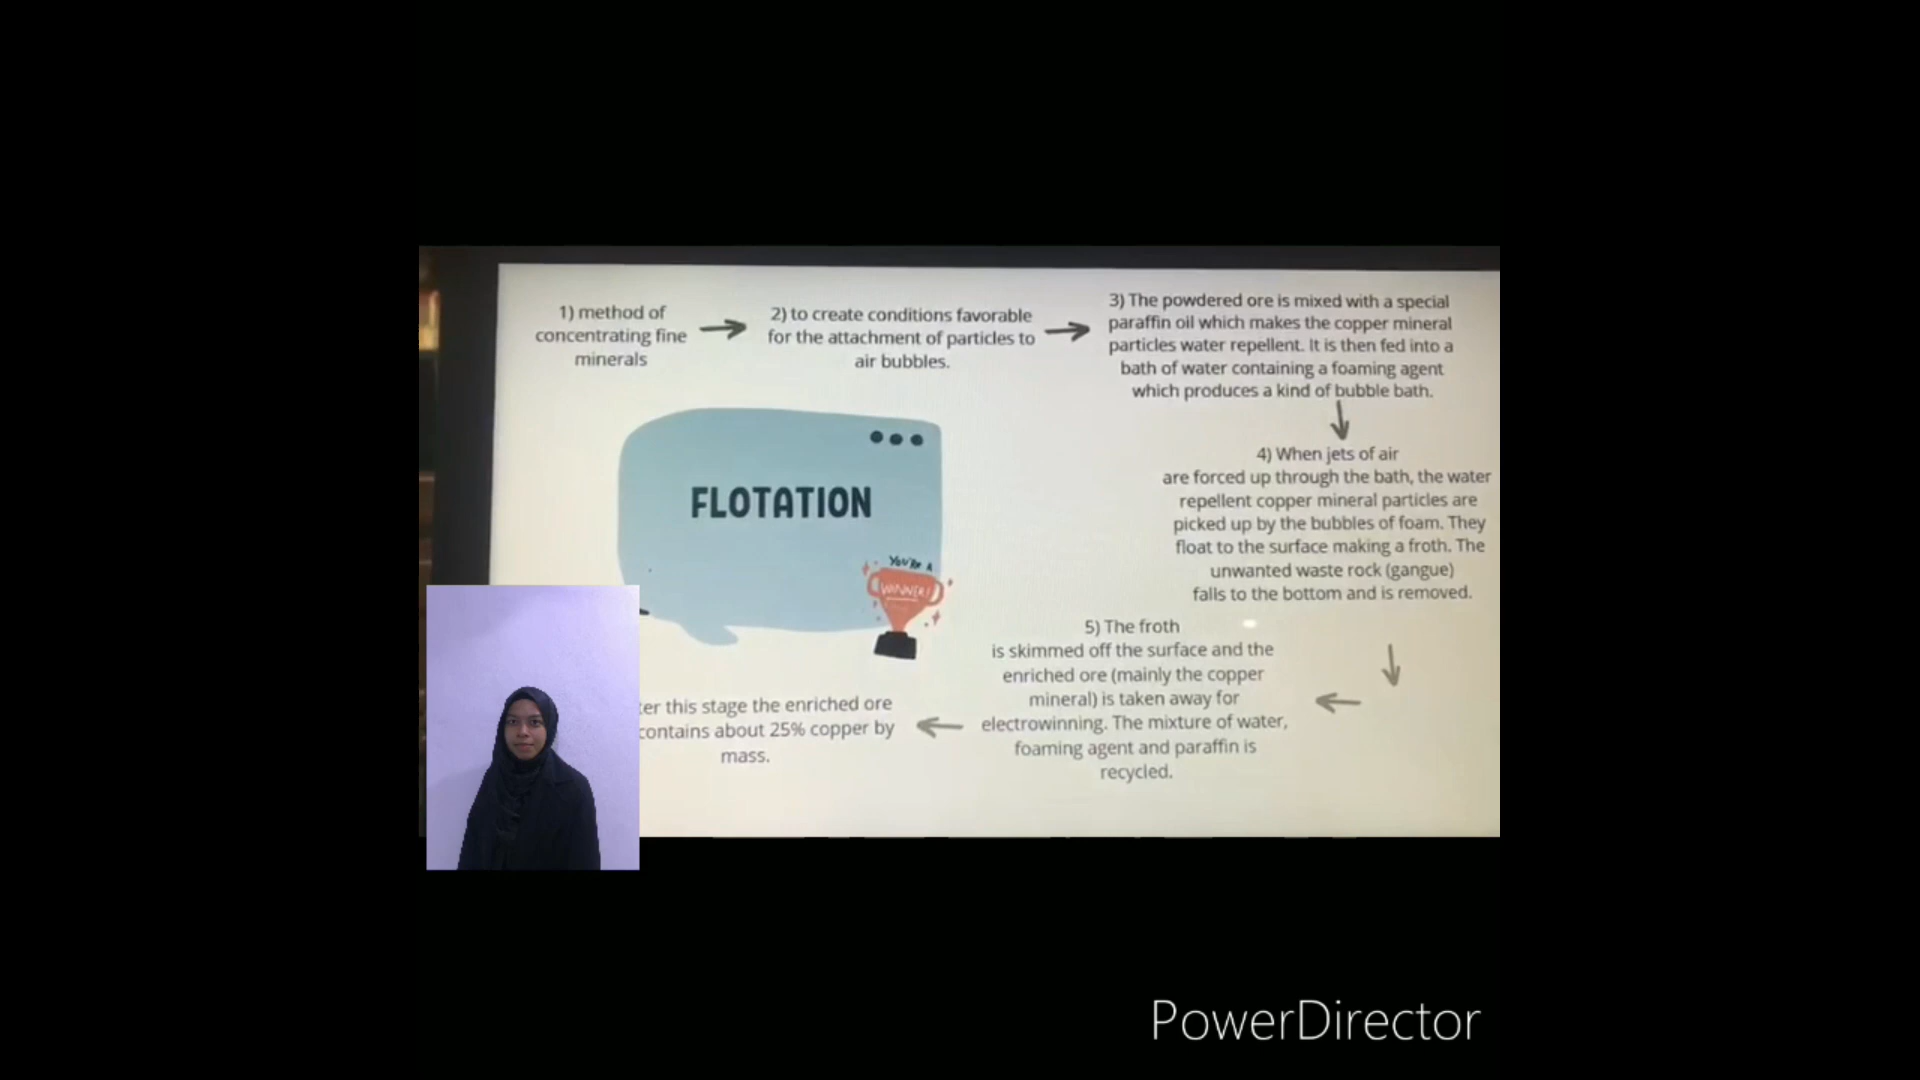 1) method of
concentrating fine
minerals
2) to create conditions favorable
for the attachment of particles to
air bubbles.
3) The powdered ore is mixed with a special
paraffin oil which makes the copper mineral
particles water repellent. It is then fed into a
bath of water containing a foaming agent
which produces a kind of bubble bath.
FLOTATION
YOU'RE A
WINNER!
4) When jets of air
are forced up through the bath, the water
repellent copper mineral particles are
picked up by the bubbles of foam. They
float to the surface making a froth. The
unwanted waste rock (gangue)
falls to the bottom and is removed.
5) The froth
is skimmed off the surface and the
enriched ore (mainly the copper
mineral) is taken away for
electrowinning. The mixture of water,
foaming agent and paraffin is
recycled.
this stage the enriched ore
contains about 25% copper by
mass.
PowerDirector